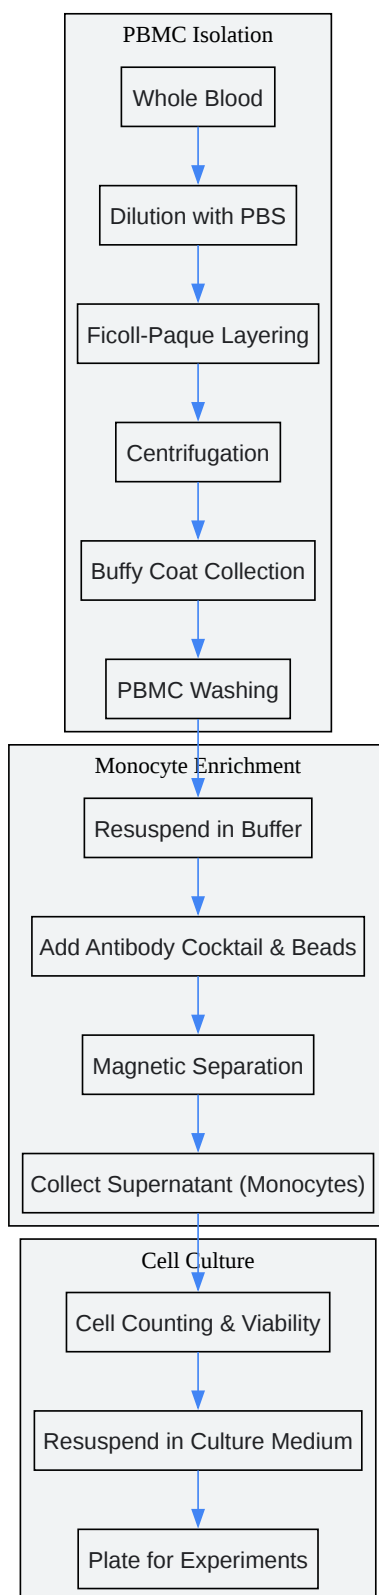 PBMC Isolation
Whole Blood
Dilution with PBS
Ficoll-Paque Layering
Centrifugation
Buffy Coat Collection
PBMC Washing
Monocyte Enrichment
Resuspend in Buffer
Add Antibody Cocktail & Beads
Magnetic Separation
Collect Supernatant (Monocytes)
Cell Culture
Cell Counting & Viability
Resuspend in Culture Medium
Plate for Experiments